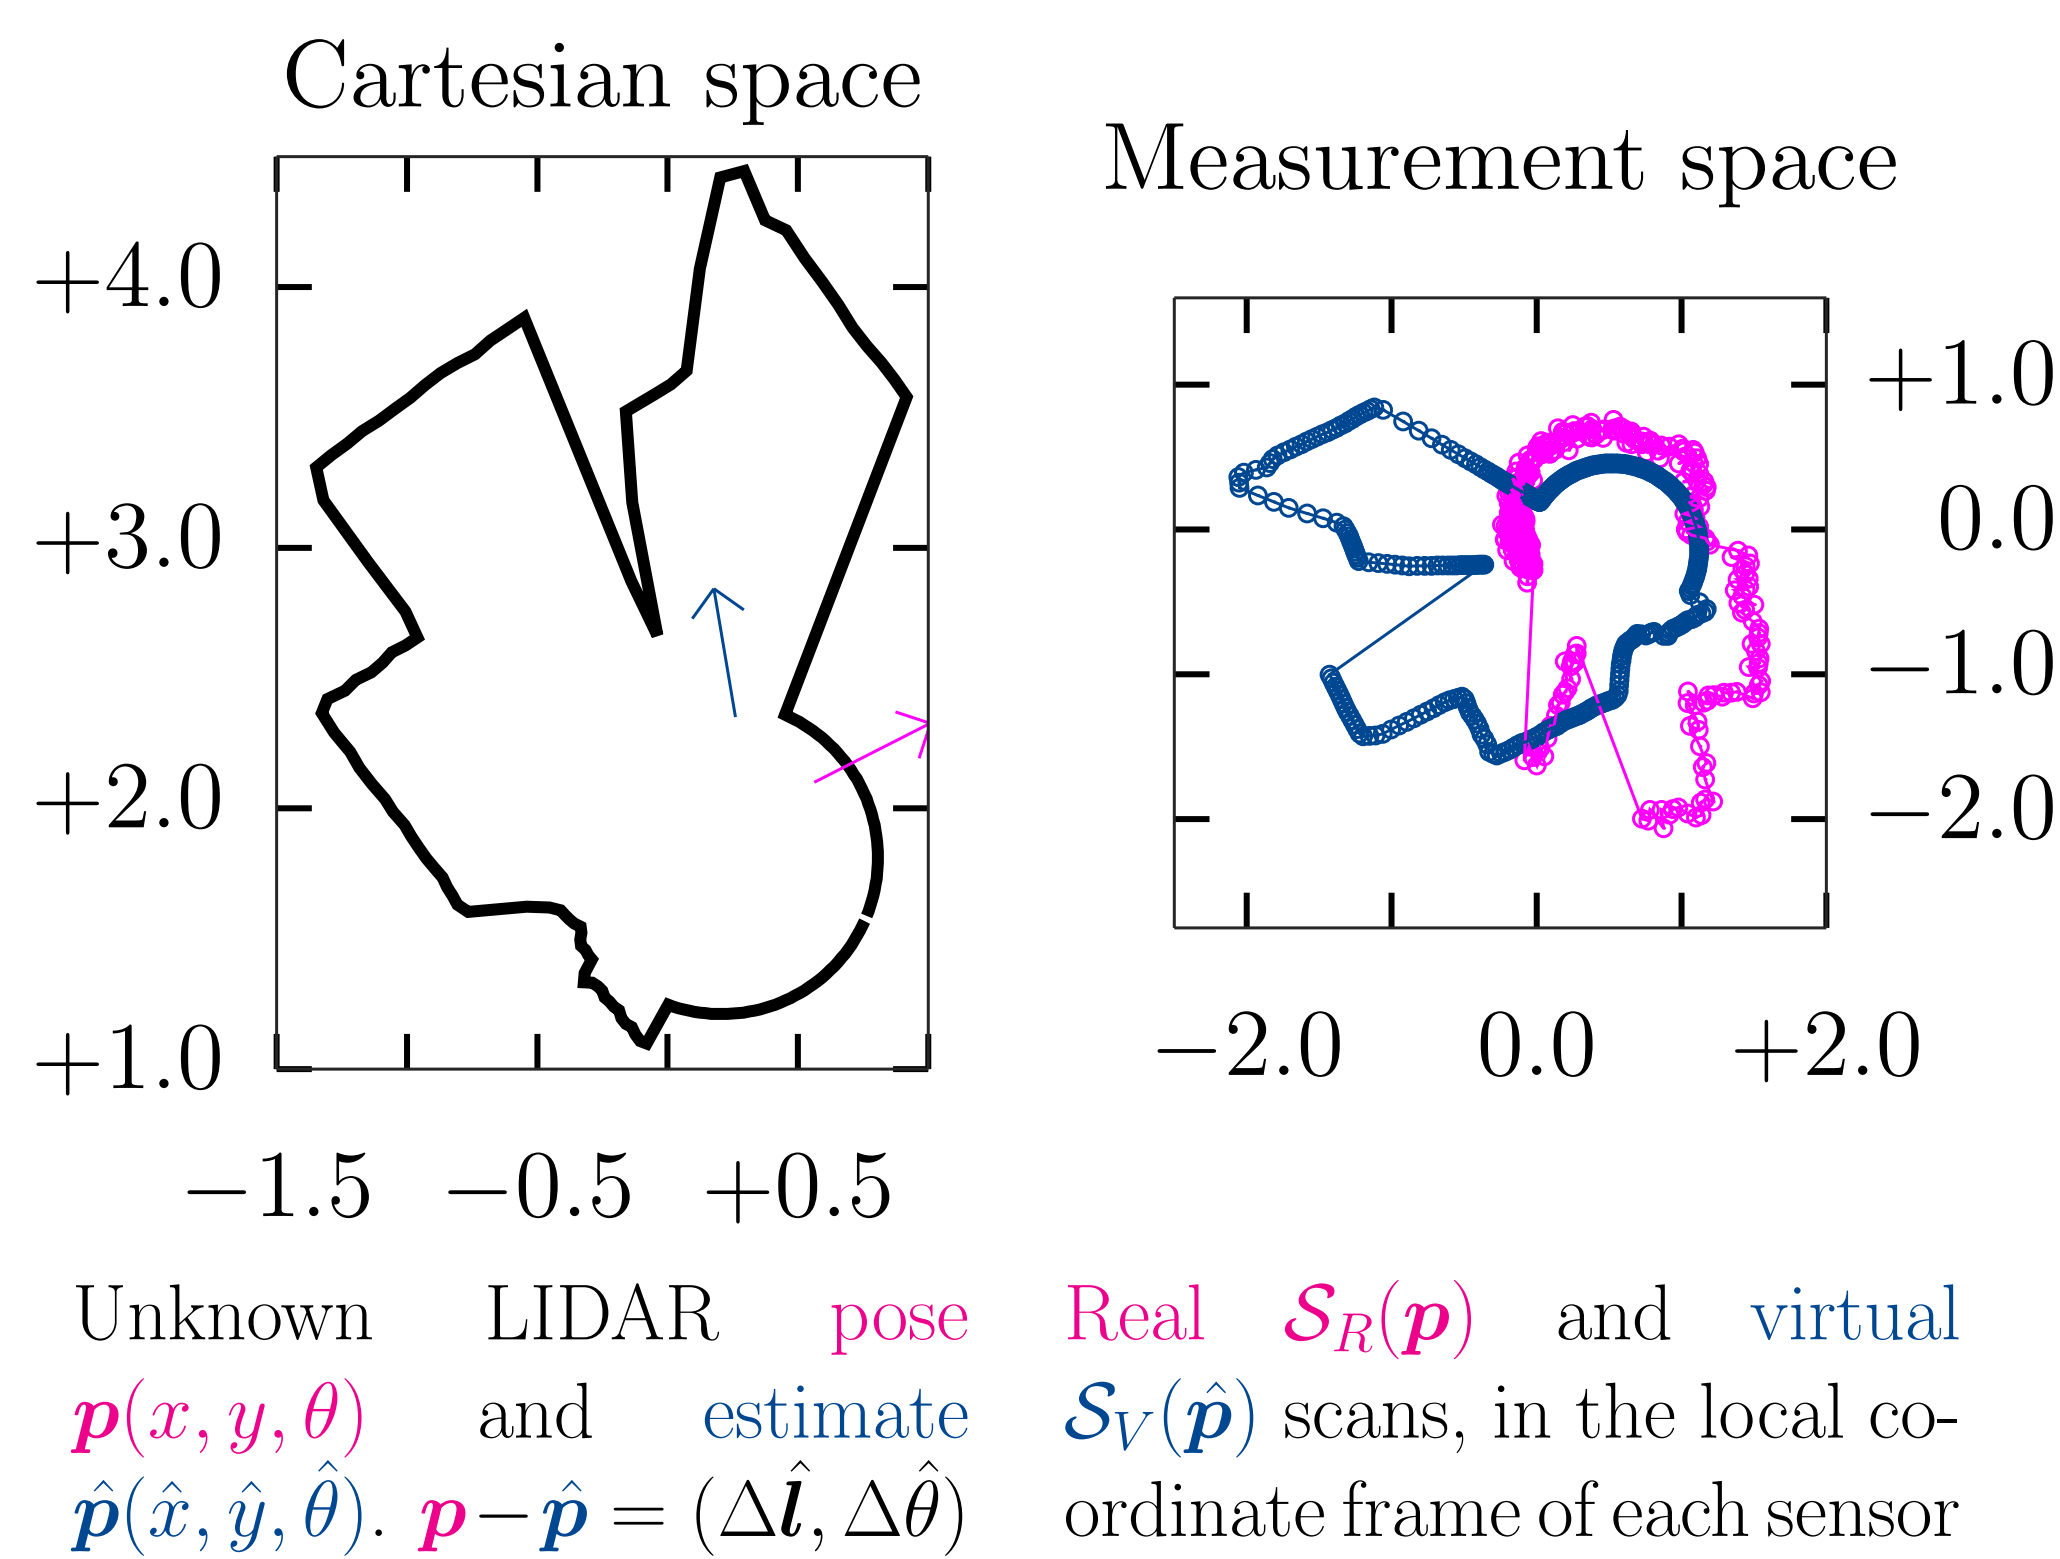 Cartesian space
+4.0
+3.0
+2.0
+1.0
−1.5 −0.5 +0.5
Unknown LIDAR pose
p(x, y, θ) and estimate
p̂(x̂, ŷ, θ̂). p−p̂ = (Δl̂, Δθ̂)
Measurement space
+1.0
0.0
−1.0
−2.0
−2.0 0.0 +2.0
Real 𝒮_R(p) and virtual
𝒮_V(p̂) scans, in the local co-
ordinate frame of each sensor